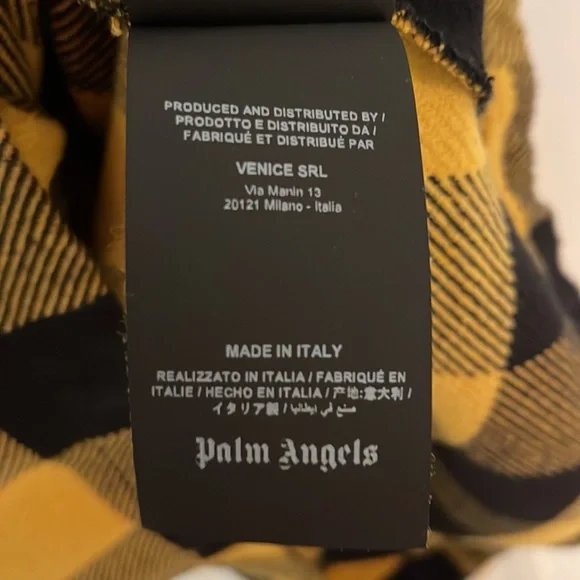 PRODUCED AND DISTRIBUTED BY /
PRODOTTO E DISTRIBUITO DA /
FABRIQUÉ ET DISTRIBUÉ PAR
VENICE SRL
Via Manin 13
20121 Milano - Italia
MADE IN ITALY
REALIZZATO IN ITALIA / FABRIQUÉ EN
ITALIE / HECHO EN ITALIA / 产地:意大利 /
イタリア製 / صنع في ايطاليا /
Palm Angels